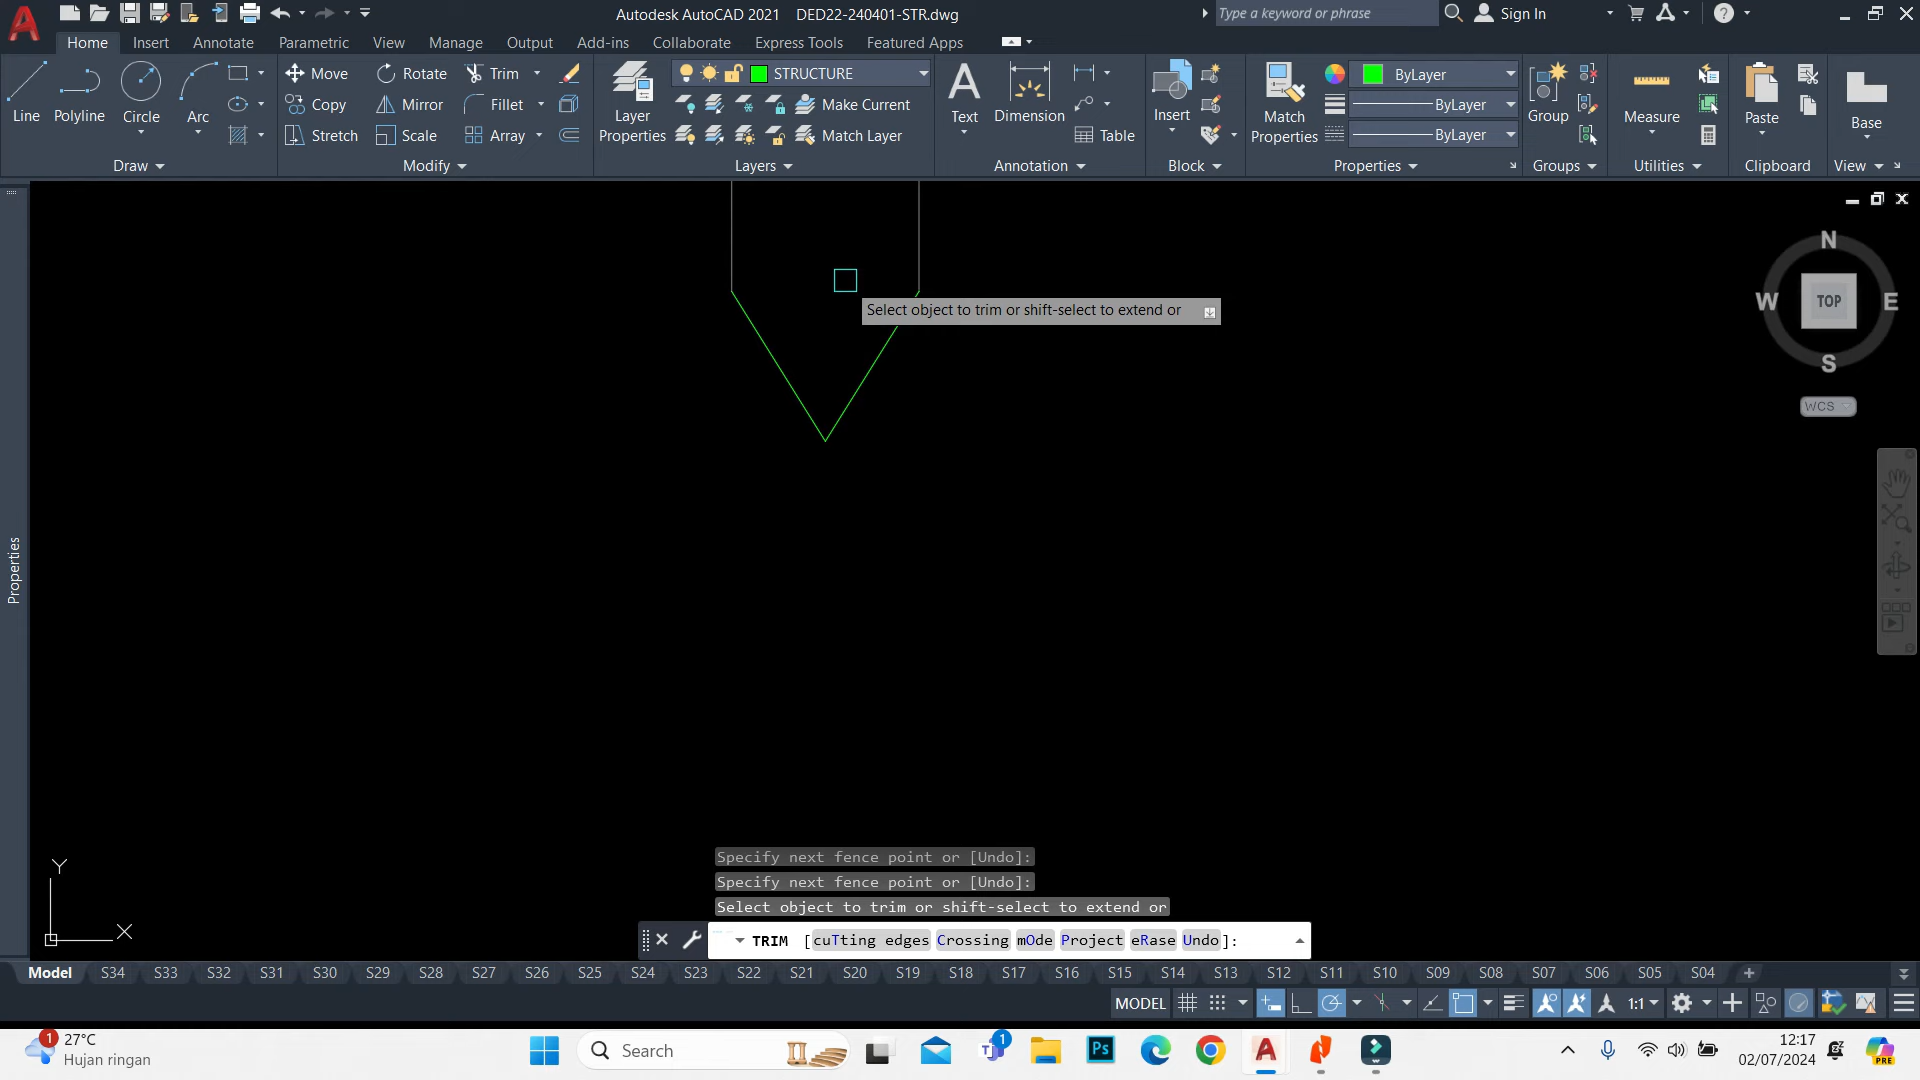 Autodesk AutoCAD 2021 DED22-240401-STR.dwg
Type a keyword or phrase
Sign In
Home Insert Annotate Parametric View Manage Output Add-ins Collaborate Express Tools Featured Apps
Line Polyline Circle Arc
Move Rotate Trim
Copy Mirror Fillet
Stretch Scale Array
Layer Properties
STRUCTURE
Make Current
Match Layer
Text Dimension Table
Insert
Match Properties
ByLayer
ByLayer
ByLayer
Group
Measure
Paste
Base
Draw Modify Layers Annotation Block Properties Groups Utilities Clipboard View
N
W TOP E
S
WCS
Select object to trim or shift-select to extend or
Properties
Y
X
Specify next fence point or [Undo]:
Specify next fence point or [Undo]:
Select object to trim or shift-select to extend or
TRIM [cuTting edges Crossing mOde Project eRase Undo]:
Model S34 S33 S32 S31 S30 S29 S28 S27 S26 S25 S24 S23 S22 S21 S20 S19 S18 S17 S16 S15 S14 S13 S12 S11 S10 S09 S08 S07 S06 S05 S04
MODEL 1:1
1
27°C
Hujan ringan
Search
1
Ps
PRE
12:17
02/07/2024